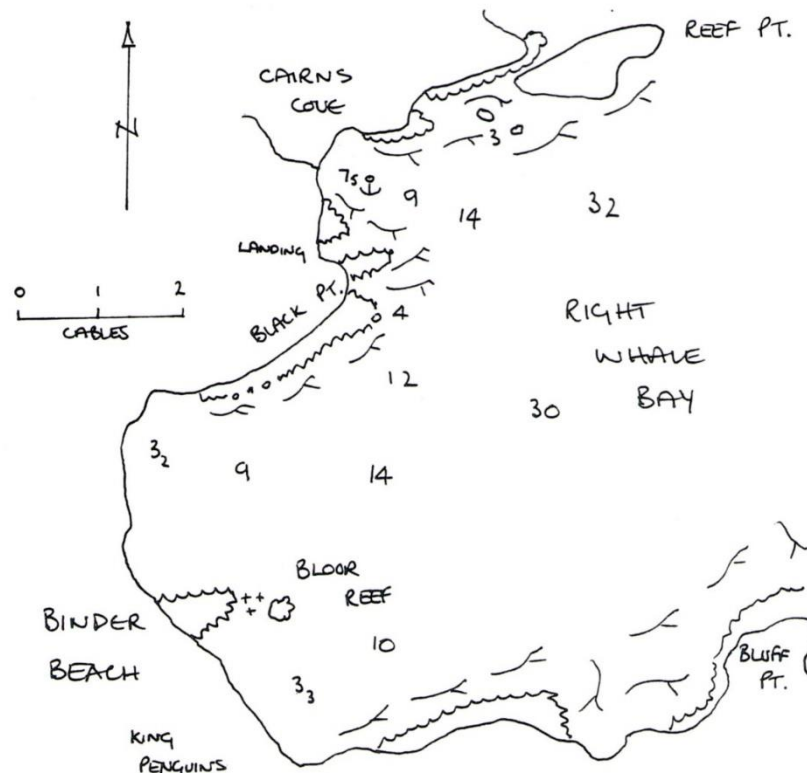 REEF PT.
CAIRNS
COVE
N
3
7₅
9
14
32
LANDING
0 1 2
CABLES
BLACK PT.
4
RIGHT
WHALE
BAY
12
30
3₂
9
14
BLOOR
REEF
BINDER
BEACH
10
BLUFF
PT.
3₃
KING
PENGUINS